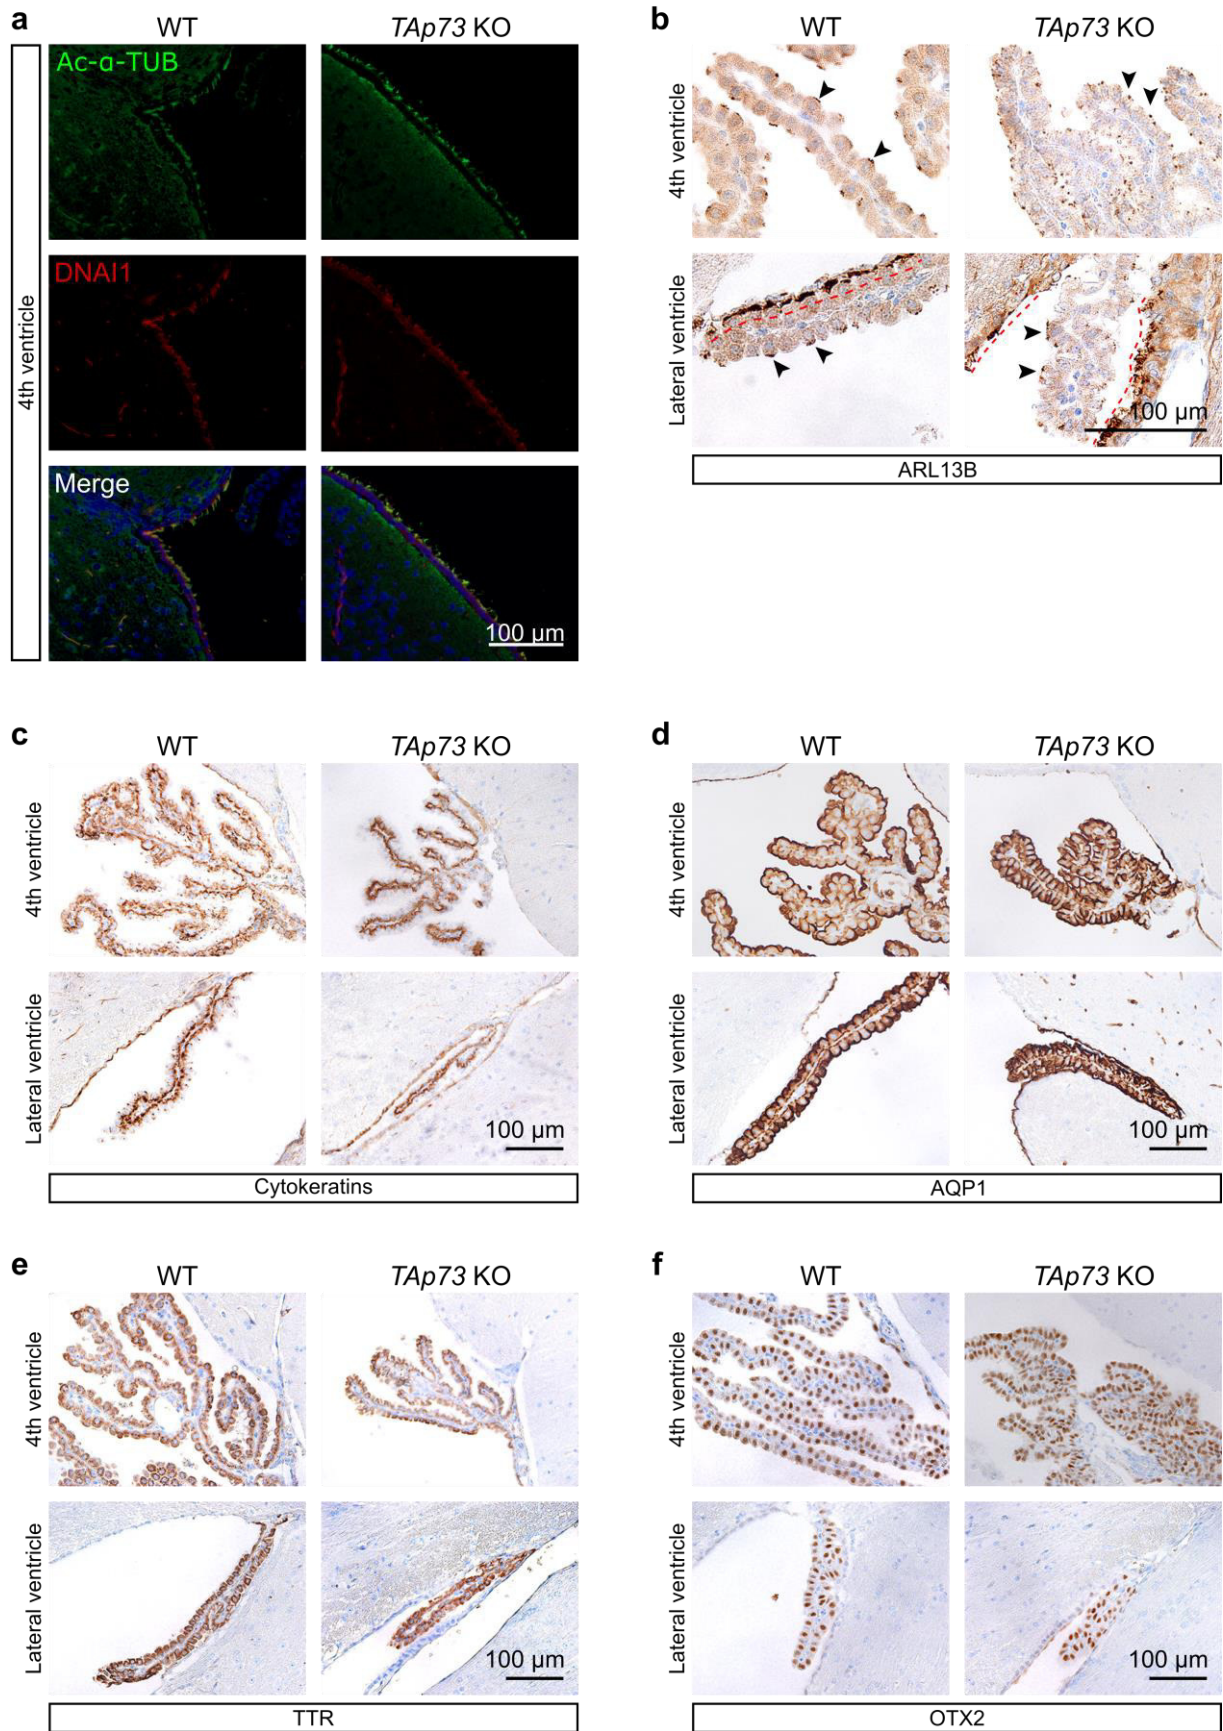 a
WT
TAp73 KO
4th ventricle
Ac-α-TUB
DNAI1
Merge
100 μm
b
WT
TAp73 KO
4th ventricle
Lateral ventricle
100 μm
ARL13B
c
WT
TAp73 KO
4th ventricle
Lateral ventricle
100 μm
Cytokeratins
d
WT
TAp73 KO
4th ventricle
Lateral ventricle
100 μm
AQP1
e
WT
TAp73 KO
4th ventricle
Lateral ventricle
100 μm
TTR
f
WT
TAp73 KO
4th ventricle
Lateral ventricle
100 μm
OTX2